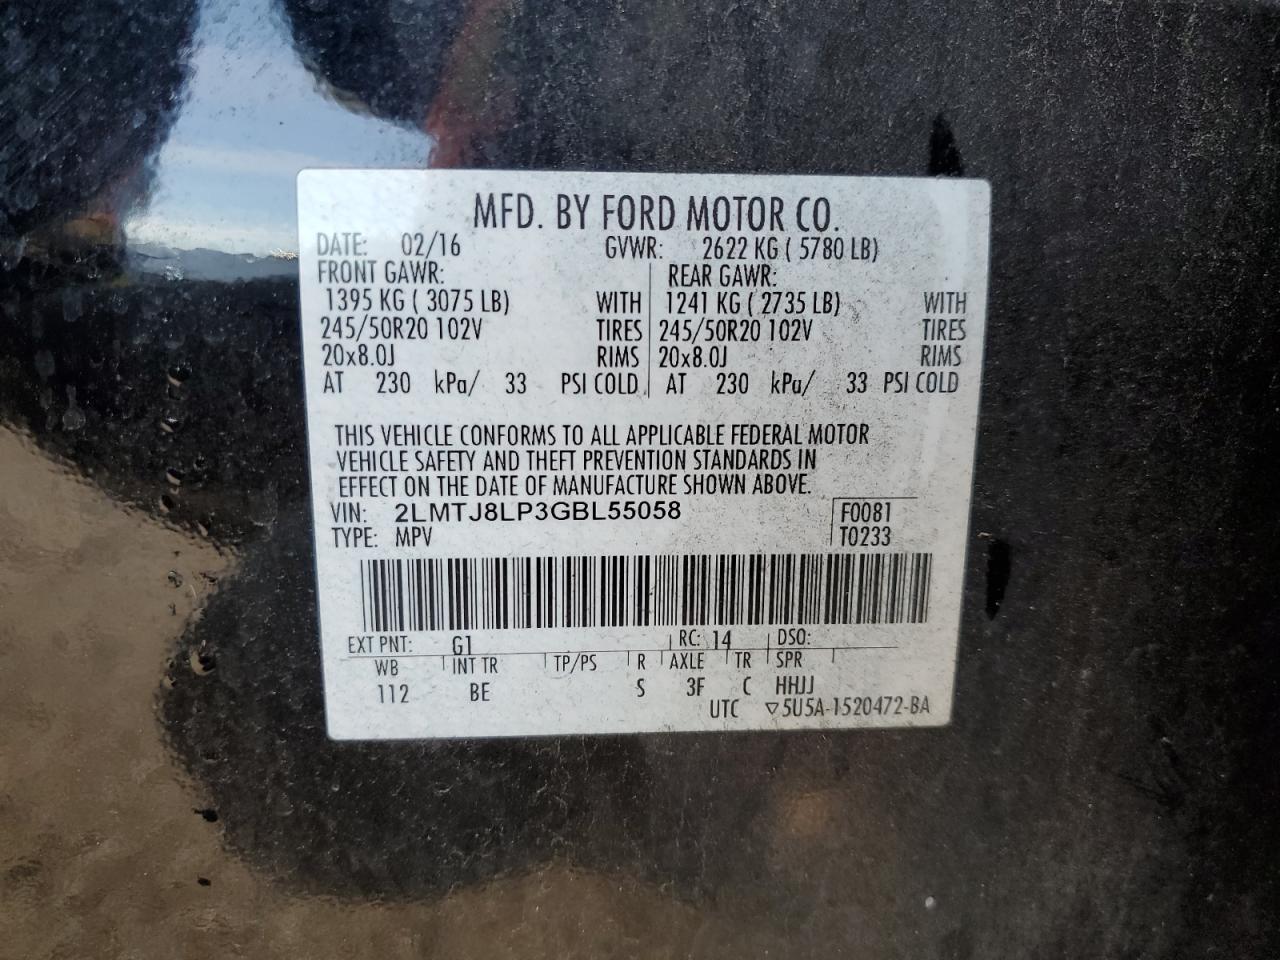 MFD. BY FORD MOTOR CO.
DATE: 02/16 GVWR: 2622 KG ( 5780 LB)
FRONT GAWR: REAR GAWR:
1395 KG ( 3075 LB) WITH 1241 KG ( 2735 LB) WITH
245/50R20 102V TIRES 245/50R20 102V TIRES
20x8.0J RIMS 20x8.0J RIMS
AT 230 kPa/ 33 PSI COLD AT 230 kPa/ 33 PSI COLD
THIS VEHICLE CONFORMS TO ALL APPLICABLE FEDERAL MOTOR
VEHICLE SAFETY AND THEFT PREVENTION STANDARDS IN
EFFECT ON THE DATE OF MANUFACTURE SHOWN ABOVE.
VIN: 2LMTJ8LP3GBL55058 F0081
TYPE: MPV T0233
EXT PNT: G1 RC: 14 DSO:
WB INT TR TP/PS R AXLE TR SPR
112 BE S 3F C HHJJ
UTC ▽5U5A-1520472-BA